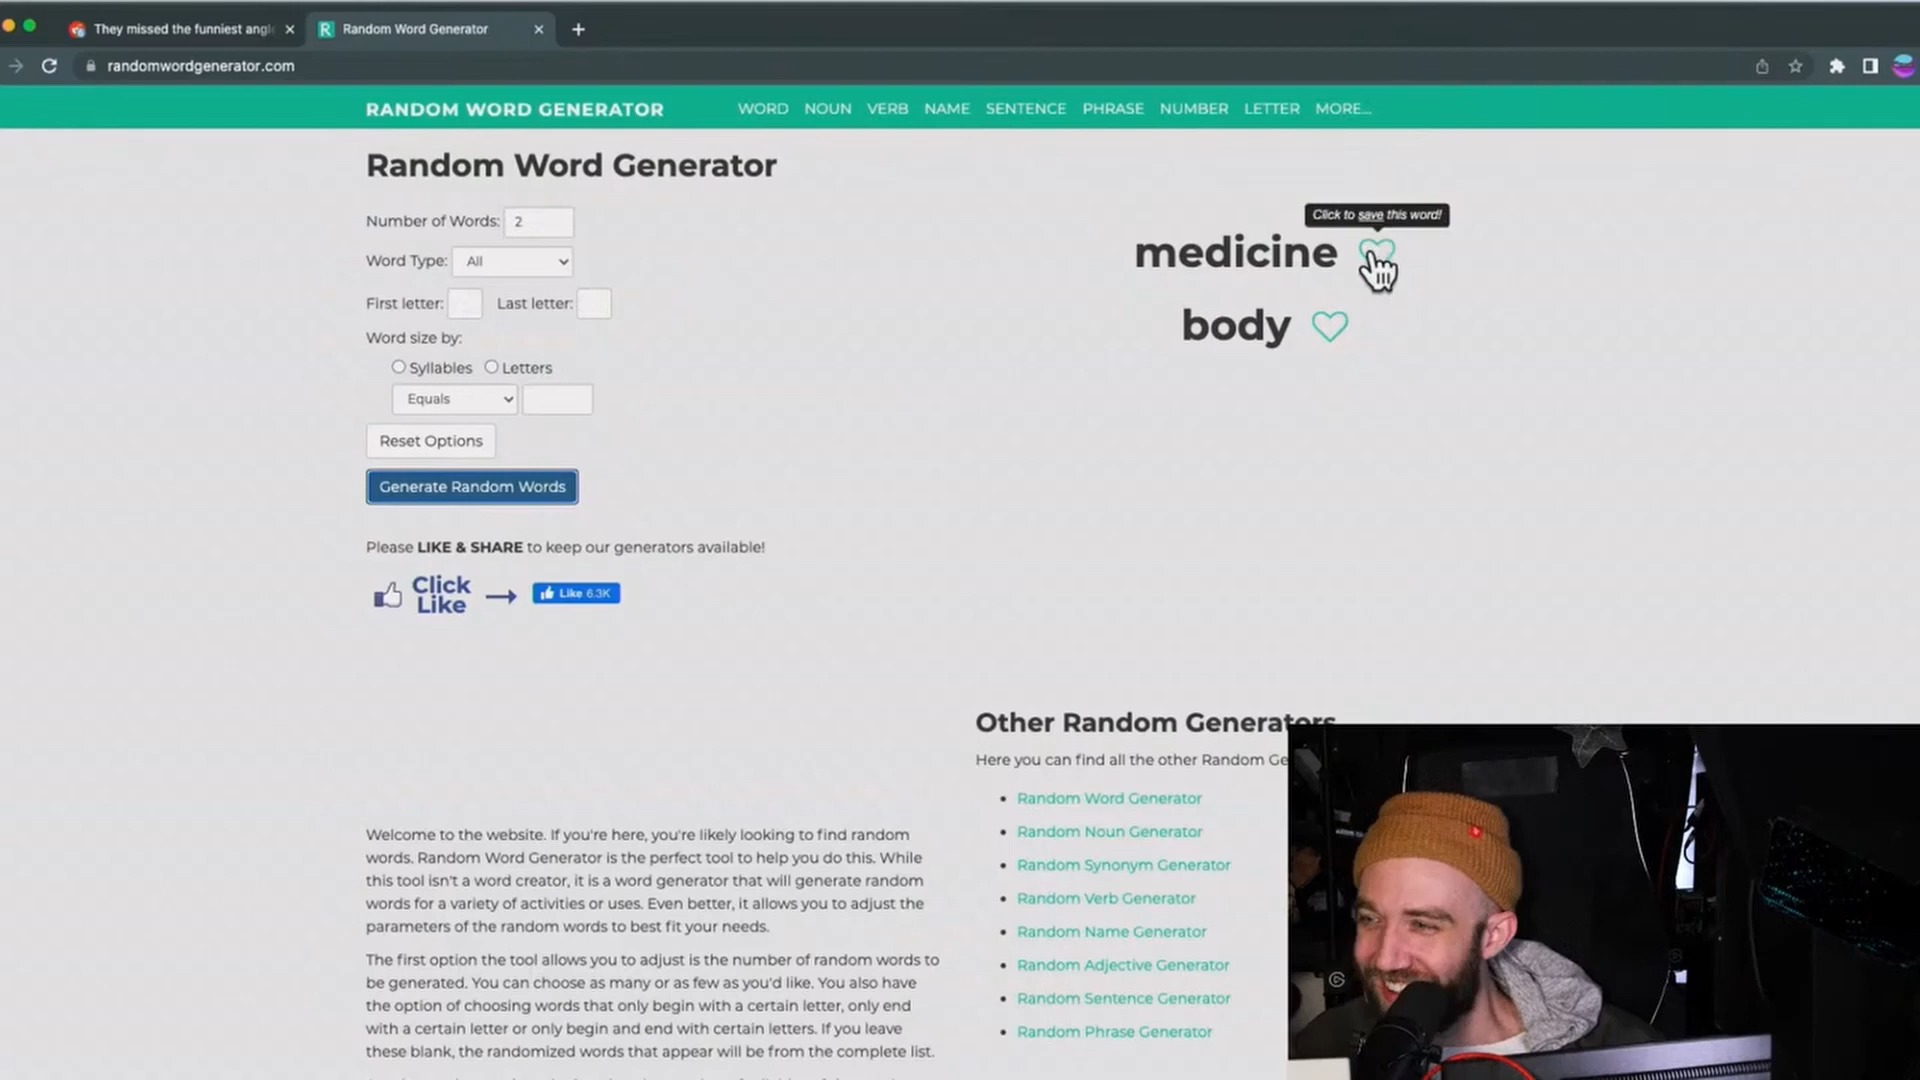 They missed the funniest angl
Random Word Generator
randomwordgenerator.com
RANDOM WORD GENERATOR WORD NOUN VERB NAME SENTENCE PHRASE NUMBER LETTER MORE...
Random Word Generator
Number of Words: 2
Word Type: All
First letter: Last letter:
Word size by:
Syllables Letters
Equals
Reset Options
Generate Random Words
Click to save this word!
medicine
body
Please LIKE & SHARE to keep our generators available!
Click
Like
Like 6.3K
Welcome to the website. If you're here, you're likely looking to find random
words. Random Word Generator is the perfect tool to help you do this. While
this tool isn't a word creator, it is a word generator that will generate random
words for a variety of activities or uses. Even better, it allows you to adjust the
parameters of the random words to best fit your needs.
The first option the tool allows you to adjust is the number of random words to
be generated. You can choose as many or as few as you'd like. You also have
the option of choosing words that only begin with a certain letter, only end
with a certain letter or only begin and end with certain letters. If you leave
these blank, the randomized words that appear will be from the complete list.
Other Random Generators
Here you can find all the other Random Ge
Random Word Generator
Random Noun Generator
Random Synonym Generator
Random Verb Generator
Random Name Generator
Random Adjective Generator
Random Sentence Generator
Random Phrase Generator